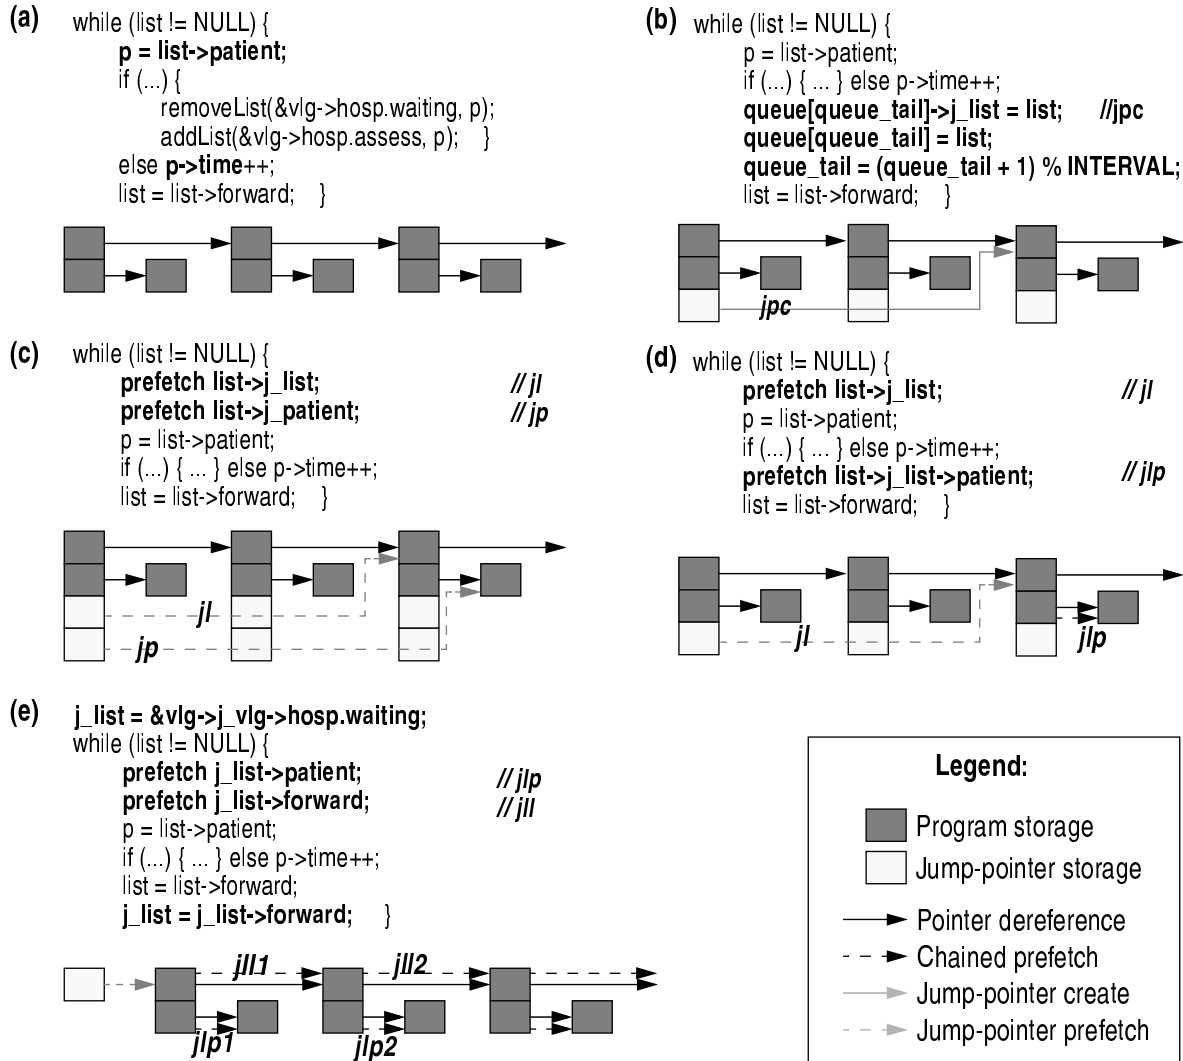 (a)
while (list != NULL) {
p = list->patient;
if (...) {
removeList(&vlg->hosp.waiting, p);
addList(&vlg->hosp.assess, p);    }
else p->time++;
list = list->forward;    }
(b)
while (list != NULL) {
p = list->patient;
if (...) { ... } else p->time++;
queue[queue_tail]->j_list = list;    //jpc
queue[queue_tail] = list;
queue_tail = (queue_tail + 1) % INTERVAL;
list = list->forward;    }
jpc
(c)
while (list != NULL) {
prefetch list->j_list;    // jl
prefetch list->j_patient;    // jp
p = list->patient;
if (...) { ... } else p->time++;
list = list->forward;    }
jl
jp
(d)
while (list != NULL) {
prefetch list->j_list;    // jl
p = list->patient;
if (...) { ... } else p->time++;
prefetch list->j_list->patient;    // jlp
list = list->forward;    }
jl
jlp
(e)
j_list = &vlg->j_vlg->hosp.waiting;
while (list != NULL) {
prefetch j_list->patient;    // jlp
prefetch j_list->forward;    // jll
p = list->patient;
if (...) { ... } else p->time++;
list = list->forward;
j_list = j_list->forward;    }
jll1
jll2
jlp1
jlp2
Legend:
Program storage
Jump-pointer storage
Pointer dereference
Chained prefetch
Jump-pointer create
Jump-pointer prefetch